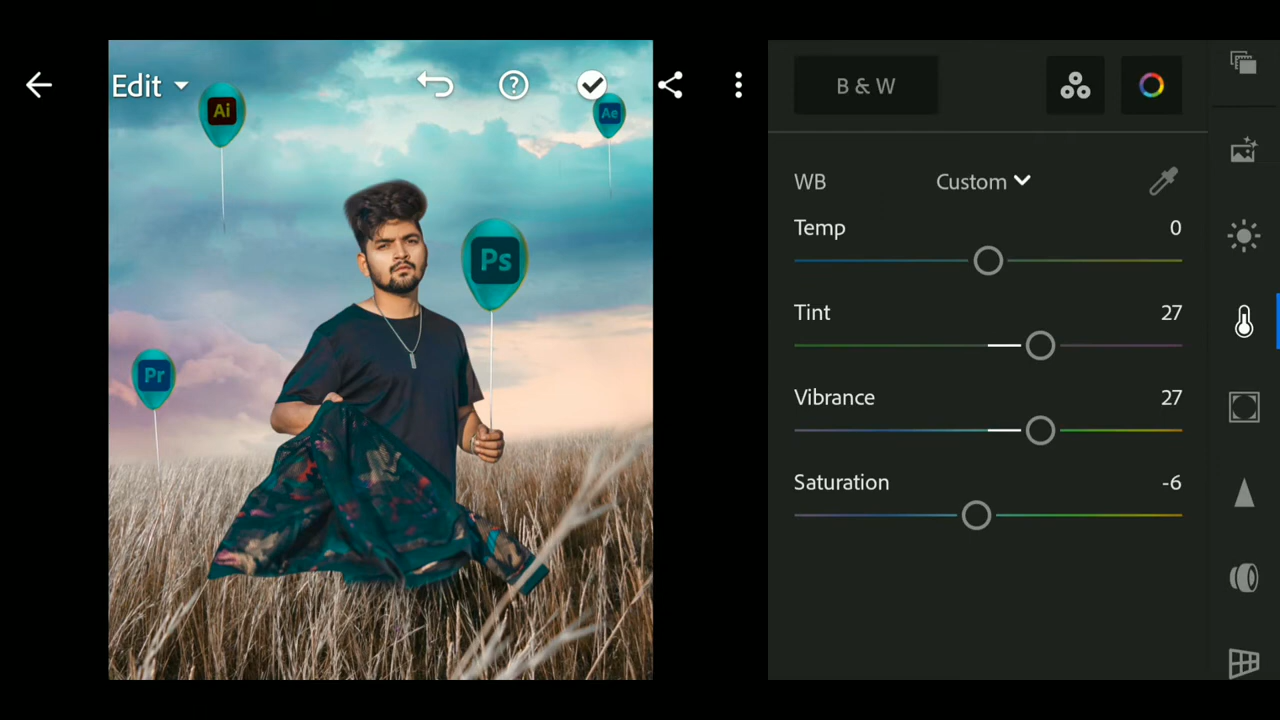 Edit
Ai
Ae
Ps
Pr
B & W
WB
Custom
Temp
0
Tint
27
Vibrance
27
Saturation
-6